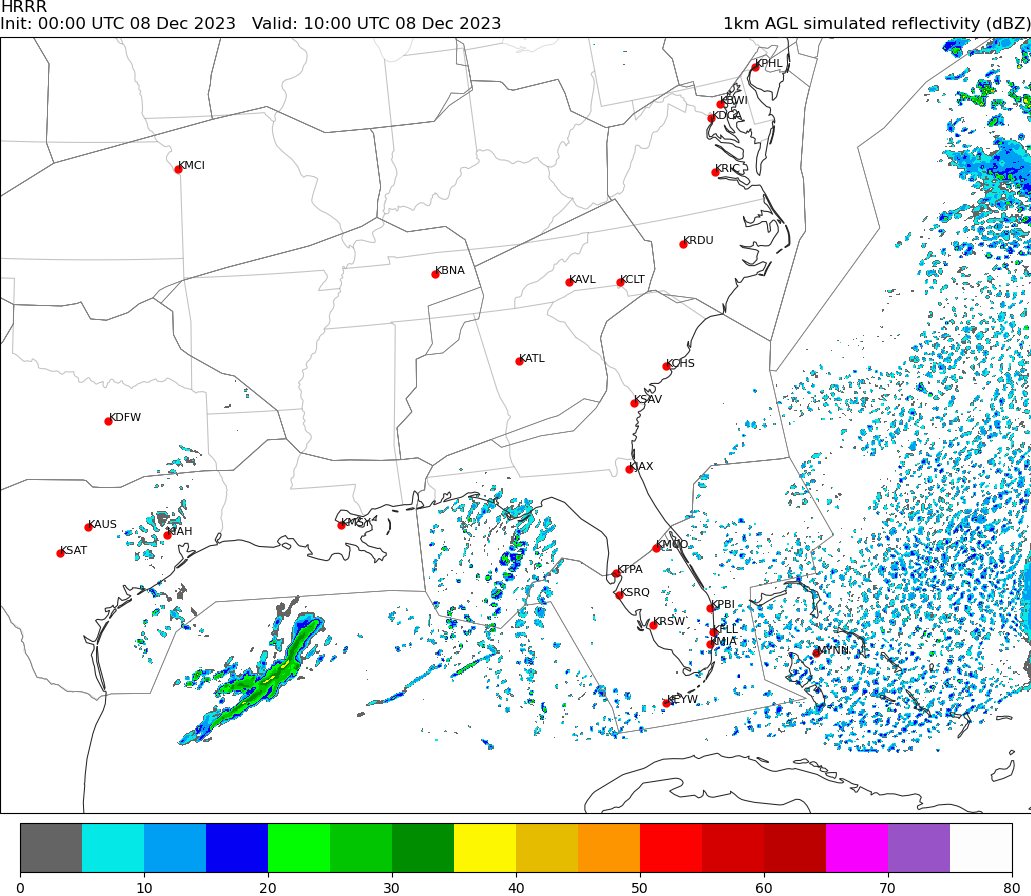 HRRR
Init: 00:00 UTC 08 Dec 2023   Valid: 10:00 UTC 08 Dec 2023   1km AGL simulated reflectivity (dBZ)
KPHL
KBWI
KDCA
KMCI
KRIC
KRDU
KBNA
KAVL
KCLT
KATL
KCHS
KSAV
KDFW
KJAX
KAUS
KMSY
KIAH
KSAT
KMCO
KTPA
KSRQ
KPBI
KRSW
KFLL
KMIA
MYNN
KEYW
0 10 20 30 40 50 60 70 80